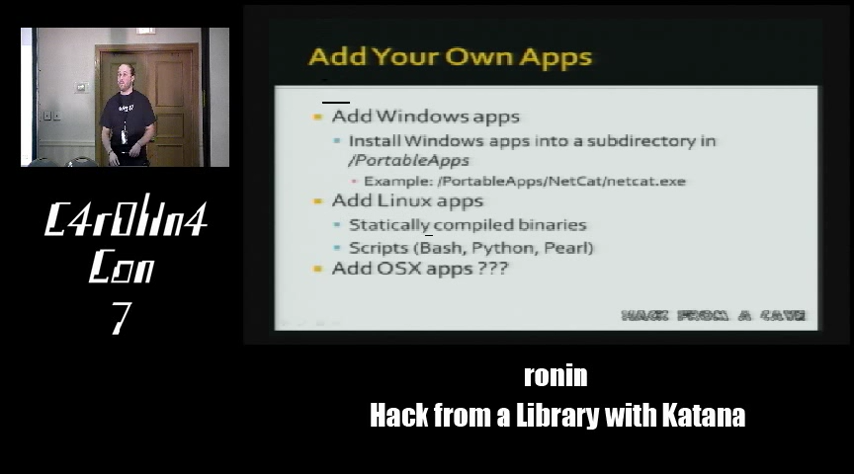 Add Your Own Apps
Add Windows apps
Install Windows apps into a subdirectory in
/PortableApps
Example: /PortableApps/NetCat/netcat.exe
Add Linux apps
Statically compiled binaries
Scripts (Bash, Python, Pearl)
Add OSX apps ???
HACK FROM A CAVE
C4r0l1n4
Con
7
ronin
Hack from a Library with Katana